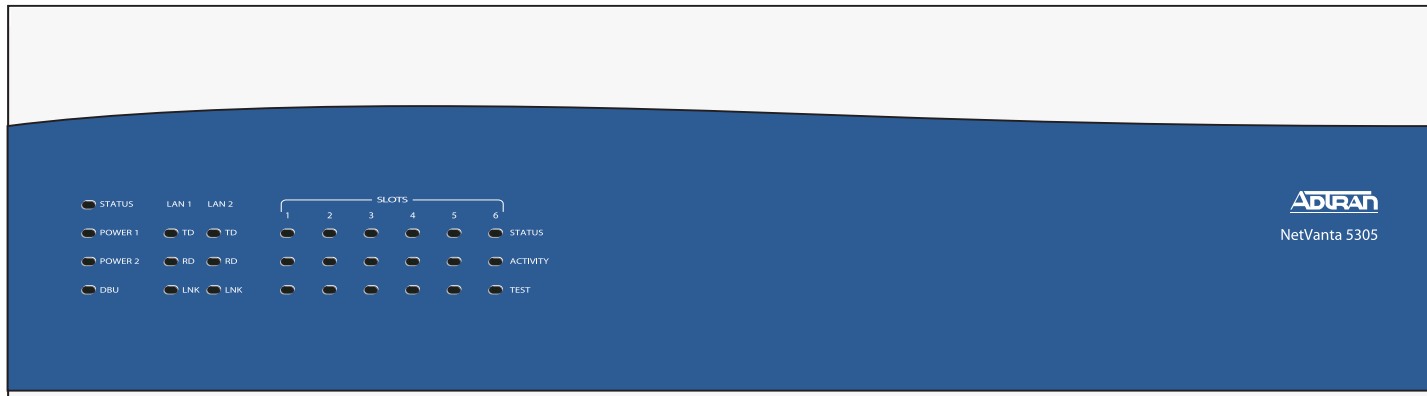 SLOTS
STATUS LAN 1 LAN 2
1 2 3 4 5 6
POWER 1 TD TD STATUS
POWER 2 RD RD ACTIVITY
DBU LNK LNK TEST
ADTRAN
NetVanta 5305